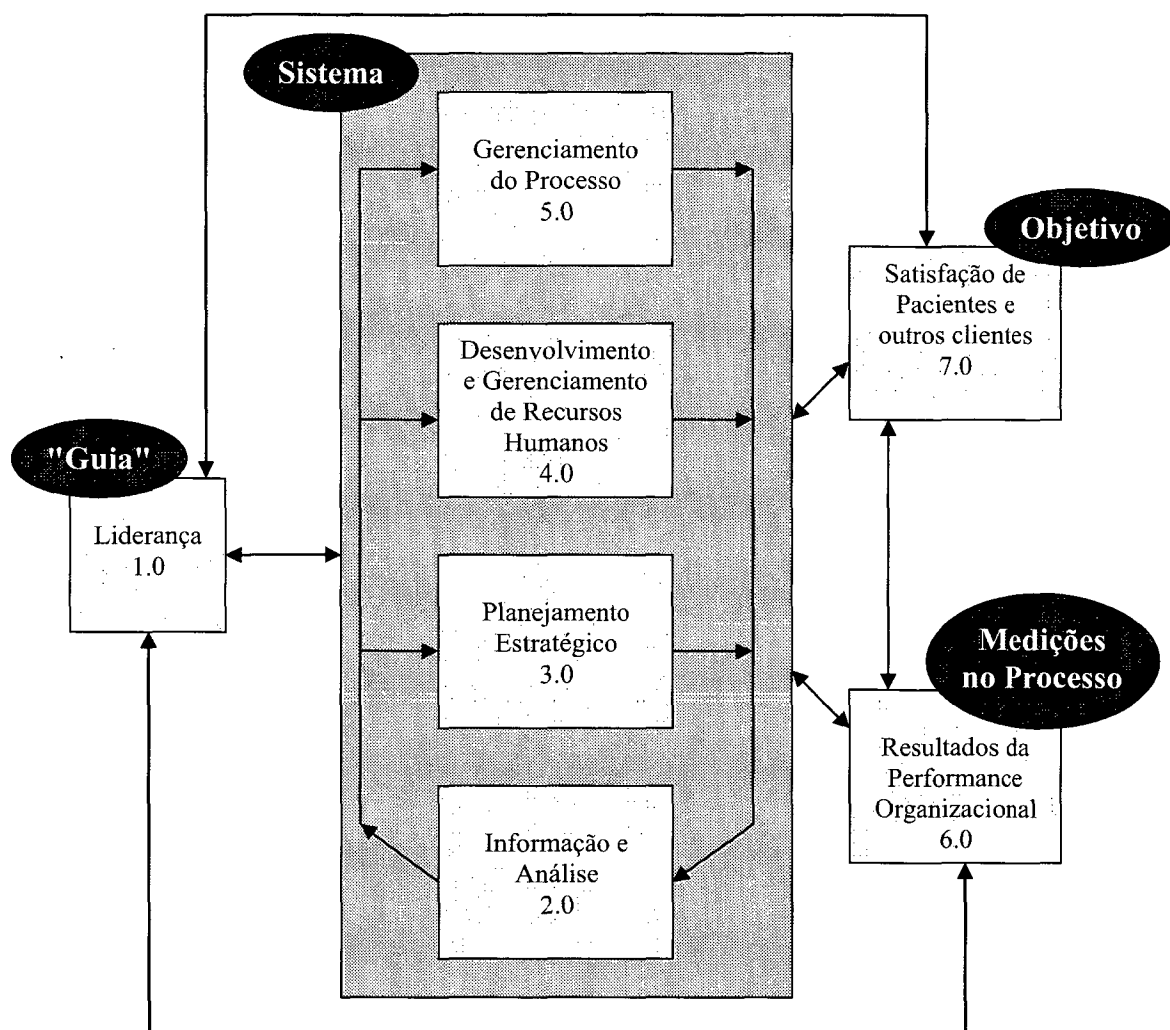 Sistema
Gerenciamento
do Processo
5.0
Objetivo
Satisfação de
Pacientes e
outros clientes
7.0
Desenvolvimento
e Gerenciamento
de Recursos
Humanos
4.0
"Guia"
Liderança
1.0
Planejamento
Estratégico
3.0
Medições
no Processo
Resultados da
Performance
Organizacional
6.0
Informação e
Análise
2.0